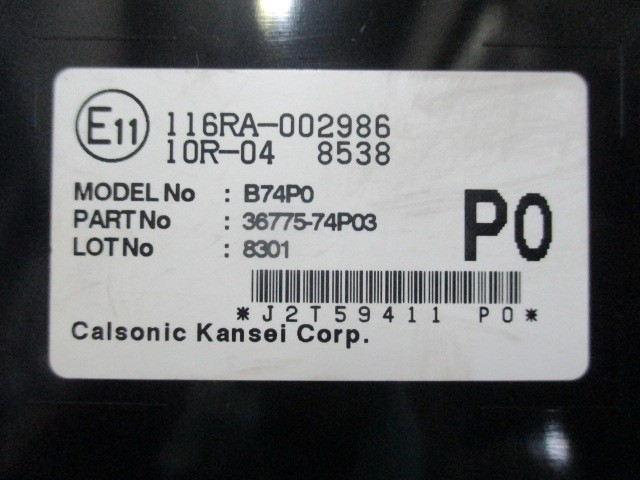 E11 116RA-002986
10R-04 8538
MODEL No : B74P0
PART No : 36775-74P03
LOT No : 8301
P0
*J2T59411 P0*
Calsonic Kansei Corp.